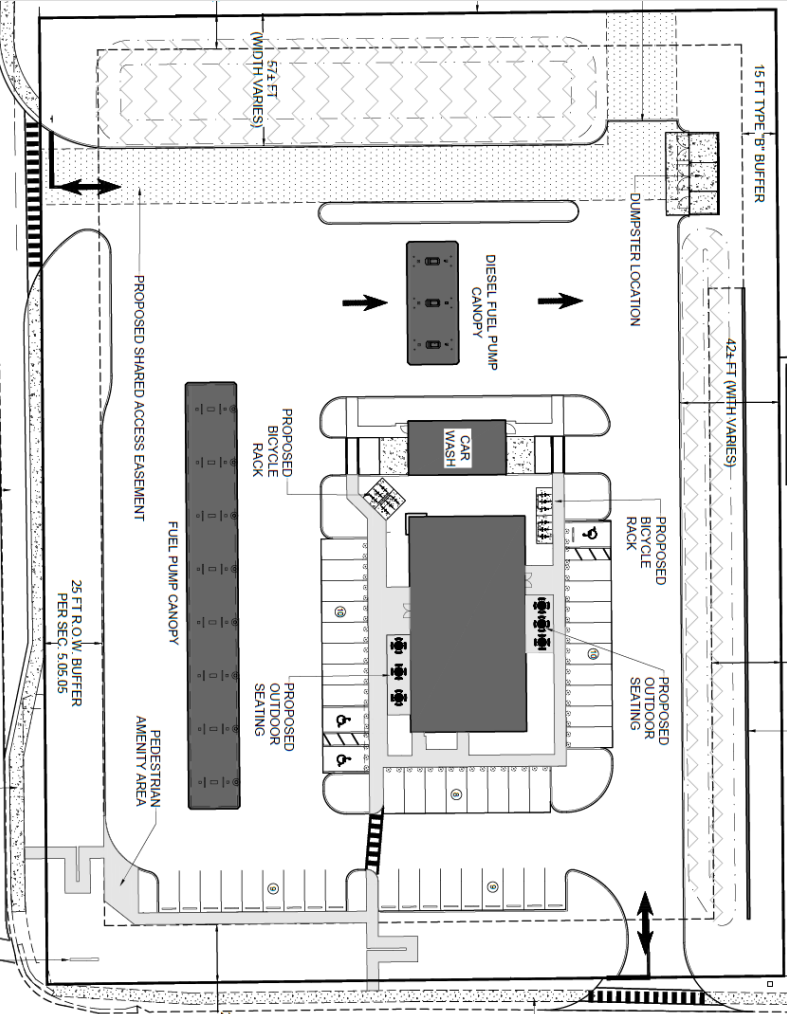 57± FT
(WIDTH VARIES)
15 FT TYPE "B" BUFFER
DUMPSTER LOCATION
DIESEL FUEL PUMP
CANOPY
PROPOSED SHARED ACCESS EASEMENT
42± FT (WITH VARIES)
PROPOSED
BICYCLE
RACK
CAR
WASH
PROPOSED
BICYCLE
RACK
FUEL PUMP CANOPY
25 FT R.O.W. BUFFER
PER SEC. 5.05.05
10
10
PROPOSED
OUTDOOR
SEATING
PROPOSED
OUTDOOR
SEATING
PEDESTRIAN
AMENITY AREA
8
9
9